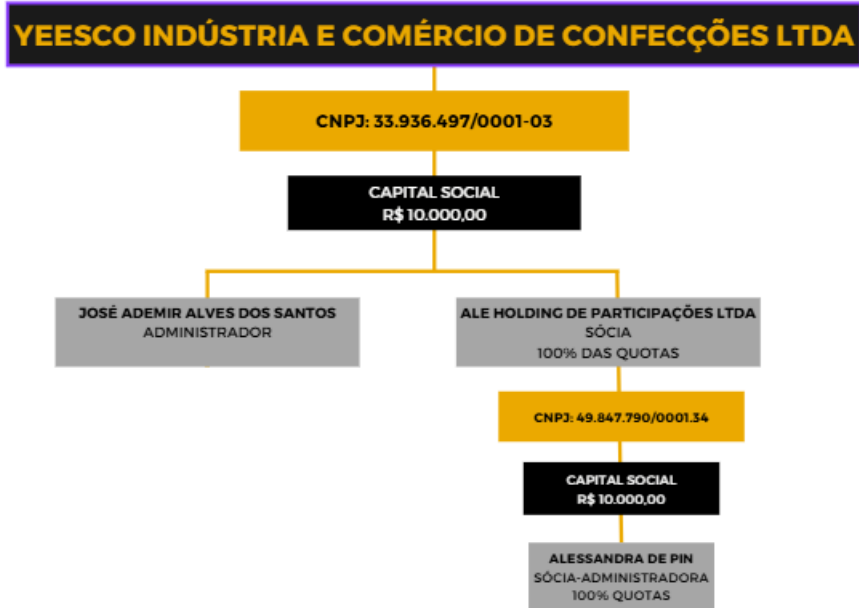 YEESCO INDÚSTRIA E COMÉRCIO DE CONFECÇÕES LTDA
CNPJ: 33.936.497/0001-03
CAPITAL SOCIAL
R$ 10.000,00
JOSÉ ADEMIR ALVES DOS SANTOS
ADMINISTRADOR
ALE HOLDING DE PARTICIPAÇÕES LTDA
SÓCIA
100% DAS QUOTAS
CNPJ: 49.847.790/0001.34
CAPITAL SOCIAL
R$ 10.000,00
ALESSANDRA DE PIN
SÓCIA-ADMINISTRADORA
100% QUOTAS